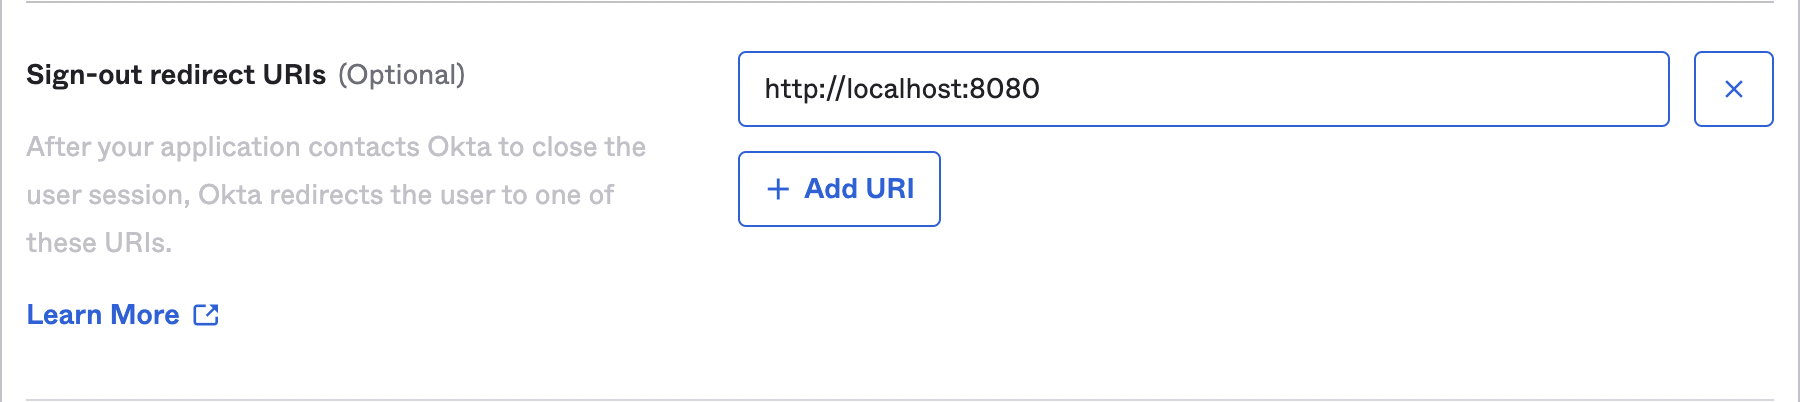 Sign-out redirect URIs (Optional)
After your application contacts Okta to close the
user session, Okta redirects the user to one of
these URIs.
Learn More
http://localhost:8080
+ Add URI